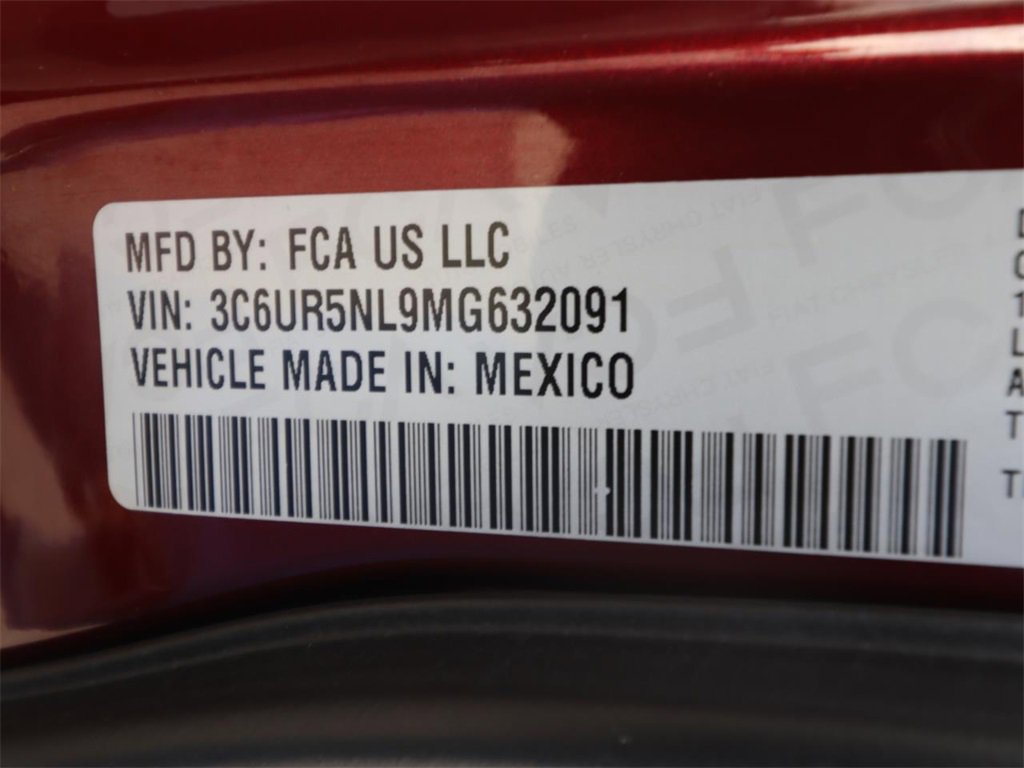 MFD BY: FCA US LLC
VIN: 3C6UR5NL9MG632091
VEHICLE MADE IN: MEXICO